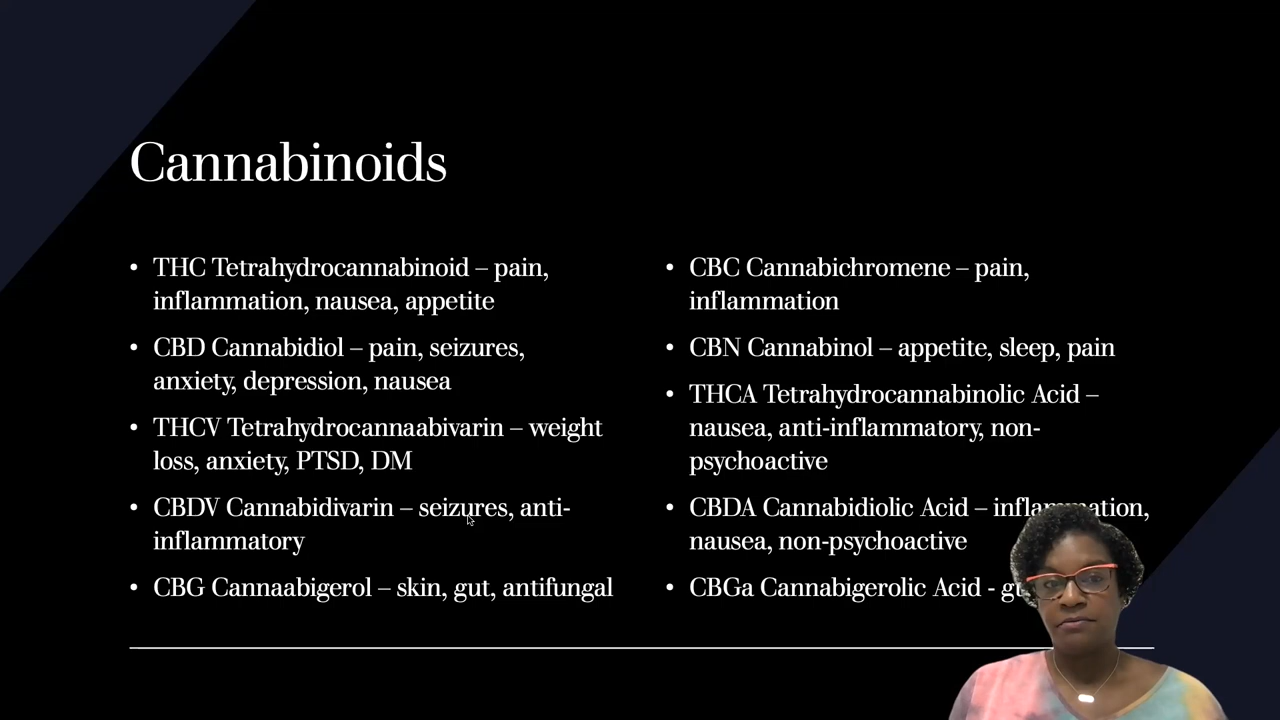 Cannabinoids
• THC Tetrahydrocannabinoid – pain,
inflammation, nausea, appetite
• CBD Cannabidiol – pain, seizures,
anxiety, depression, nausea
• THCV Tetrahydrocannaabivarin – weight
loss, anxiety, PTSD, DM
• CBDV Cannabidivarin – seizures, anti-
inflammatory
• CBG Cannaabigerol – skin, gut, antifungal
• CBC Cannabichromene – pain,
inflammation
• CBN Cannabinol – appetite, sleep, pain
• THCA Tetrahydrocannabinolic Acid –
nausea, anti-inflammatory, non-
psychoactive
• CBDA Cannabidiolic Acid – inflammation,
nausea, non-psychoactive
• CBGa Cannabigerolic Acid -